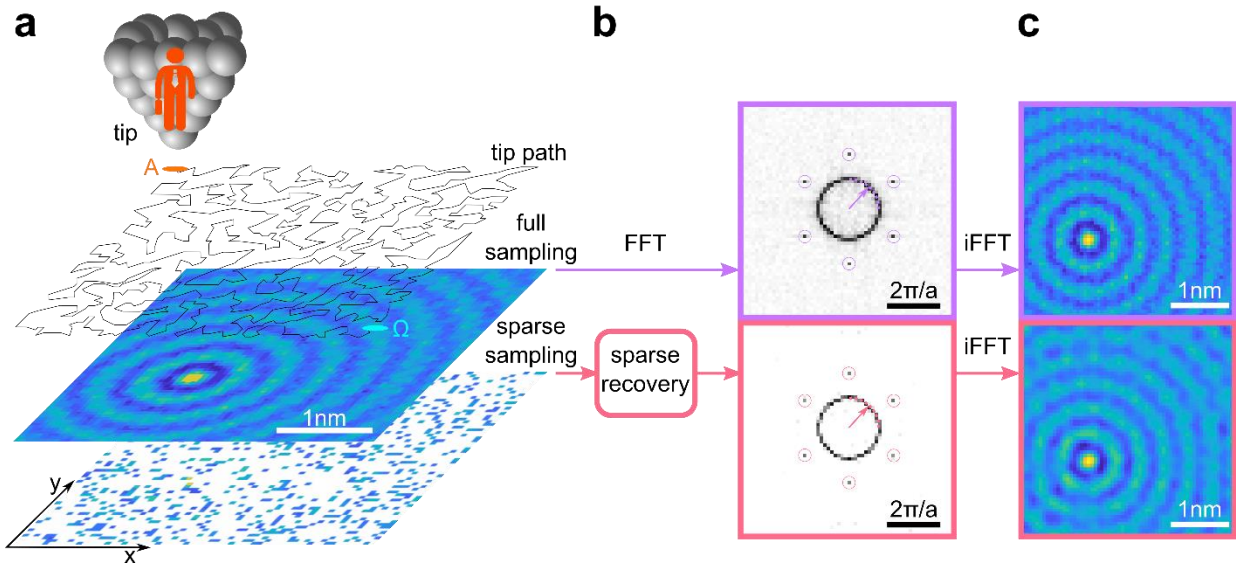 a
b
c
tip
A
tip path
full
sampling
FFT
iFFT
2π/a
1nm
Ω
sparse
sampling
sparse
recovery
iFFT
1nm
2π/a
1nm
y
x